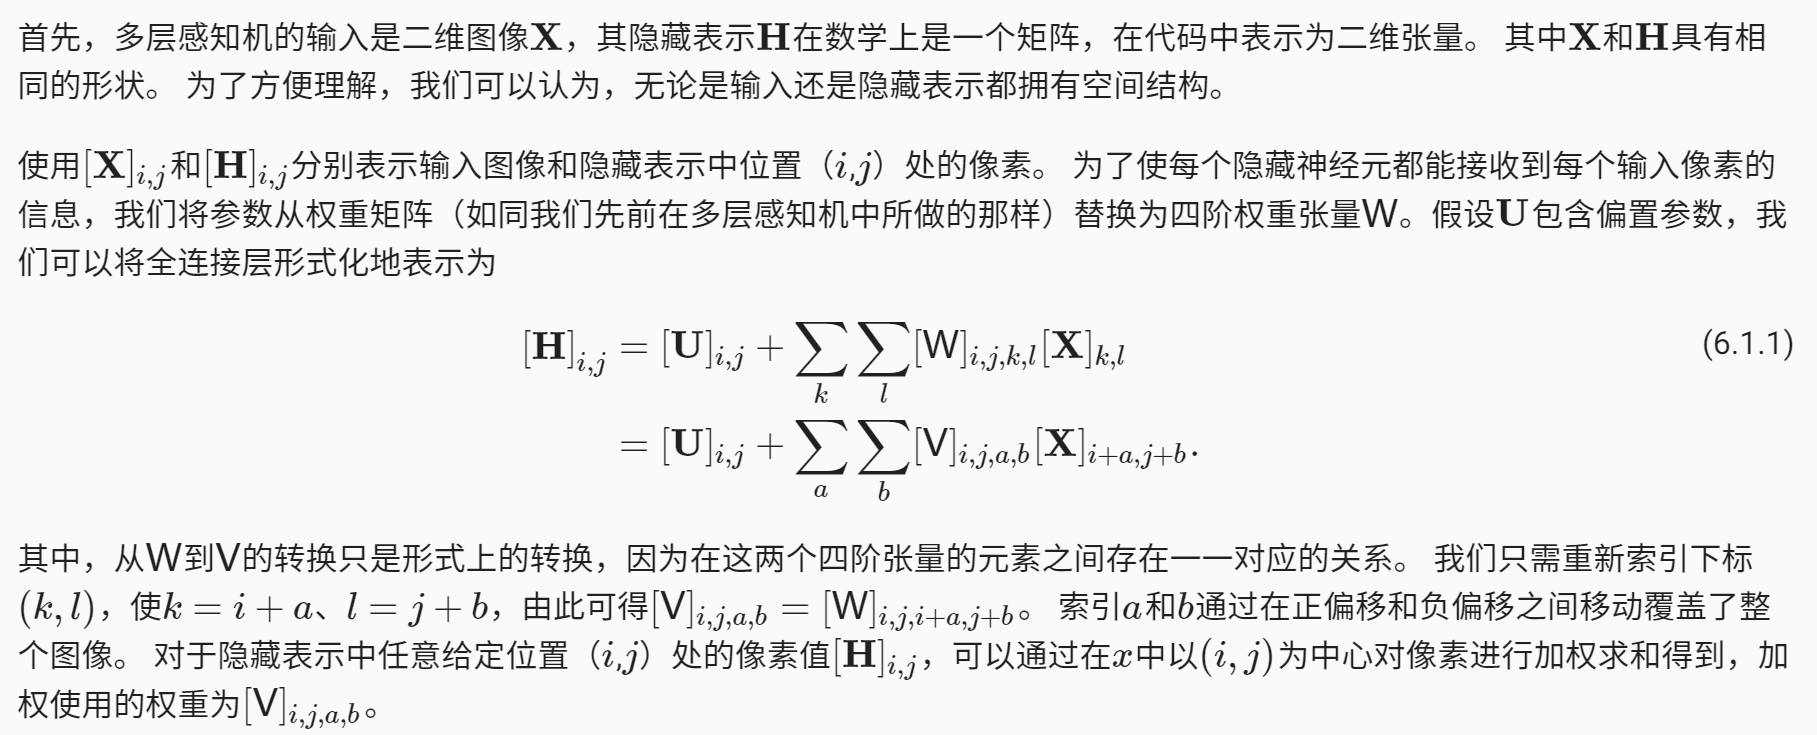 首先，多层感知机的输入是二维图像X，其隐藏表示H在数学上是一个矩阵，在代码中表示为二维张量。 其中X和H具有相
同的形状。 为了方便理解，我们可以认为，无论是输入还是隐藏表示都拥有空间结构。
使用[X]_{i,j}和[H]_{i,j}分别表示输入图像和隐藏表示中位置（i,j）处的像素。 为了使每个隐藏神经元都能接收到每个输入像素的
信息，我们将参数从权重矩阵（如同我们先前在多层感知机中所做的那样）替换为四阶权重张量W。假设U包含偏置参数，我
们可以将全连接层形式化地表示为
[H]_{i,j} = [U]_{i,j} + ∑_k ∑_l [W]_{i,j,k,l}[X]_{k,l} (6.1.1)
= [U]_{i,j} + ∑_a ∑_b [V]_{i,j,a,b}[X]_{i+a,j+b}.
其中，从W到V的转换只是形式上的转换，因为在这两个四阶张量的元素之间存在一一对应的关系。 我们只需重新索引下标
(k, l)，使k = i + a、l = j + b，由此可得[V]_{i,j,a,b} = [W]_{i,j,i+a,j+b}。 索引a和b通过在正偏移和负偏移之间移动覆盖了整
个图像。 对于隐藏表示中任意给定位置（i,j）处的像素值[H]_{i,j}，可以通过在x中以(i, j)为中心对像素进行加权求和得到，加
权使用的权重为[V]_{i,j,a,b}。